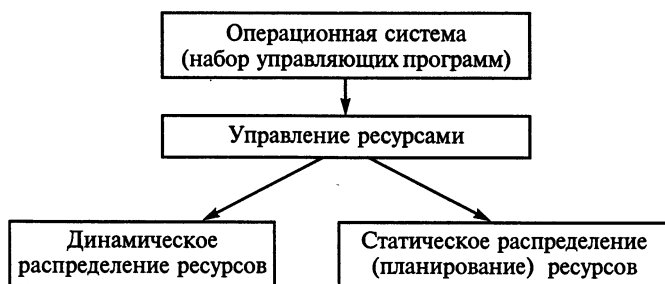 Операционная система
(набор управляющих программ)
Управление ресурсами
Динамическое
распределение ресурсов
Статическое распределение
(планирование) ресурсов